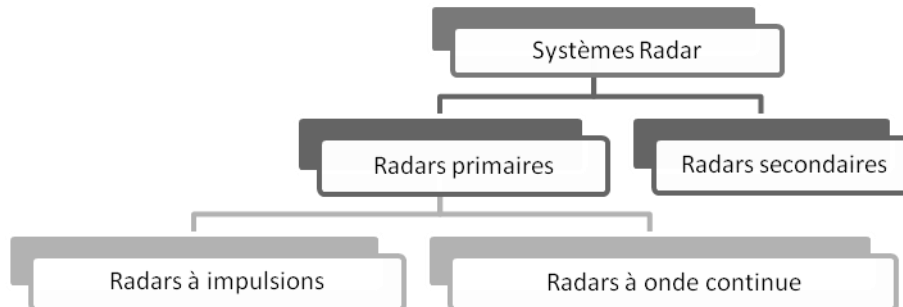 Systèmes Radar
Radars primaires
Radars secondaires
Radars à impulsions
Radars à onde continue